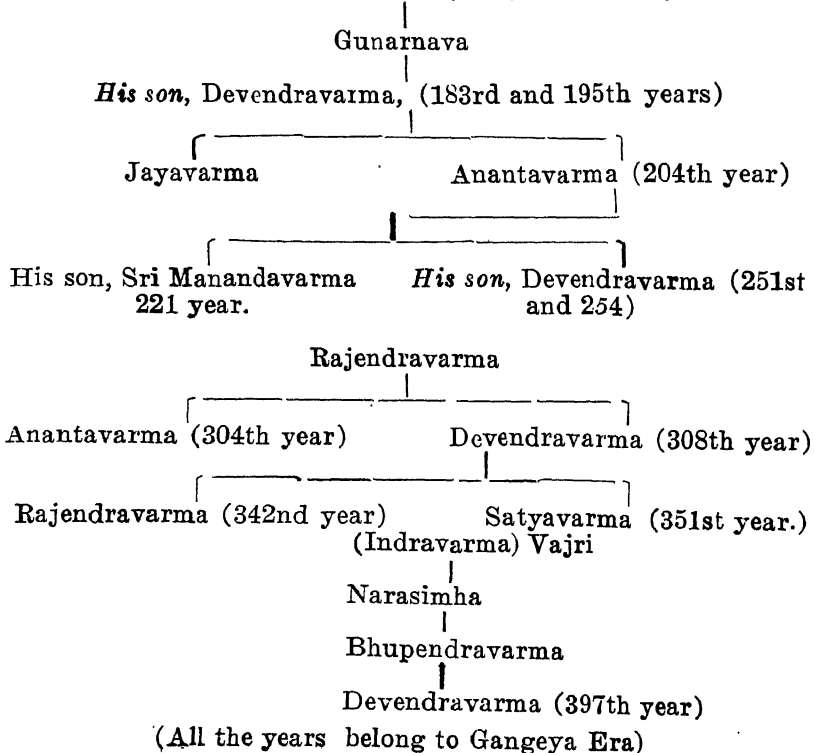 Gunarnava
His son, Devendravarma, (183rd and 195th years)
Jayavarma Anantavarma (204th year)
His son, Sri Manandavarma His son, Devendravarma (251st
221 year. and 254)
Rajendravarma
Anantavarma (304th year) Devendravarma (308th year)
Rajendravarma (342nd year) Satyavarma (351st year.)
(Indravarma) Vajri
Narasimha
Bhupendravarma
Devendravarma (397th year)
(All the years belong to Gangeya Era)